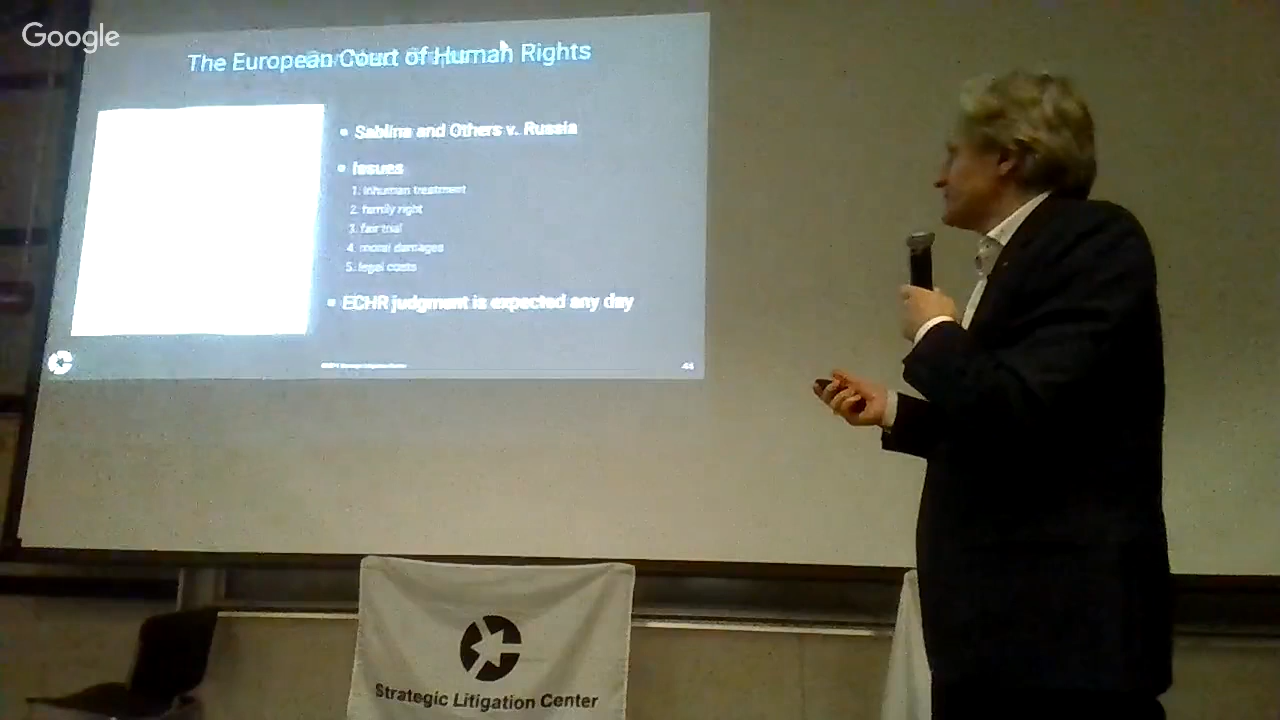 Google
The European Court of Human Rights
• Sablina and Others v. Russia
• Issues
1. inhuman treatment
2. family right
3. fair trial
4. moral damages
5. legal costs
• ECHR judgment is expected any day
44
Strategic Litigation Center